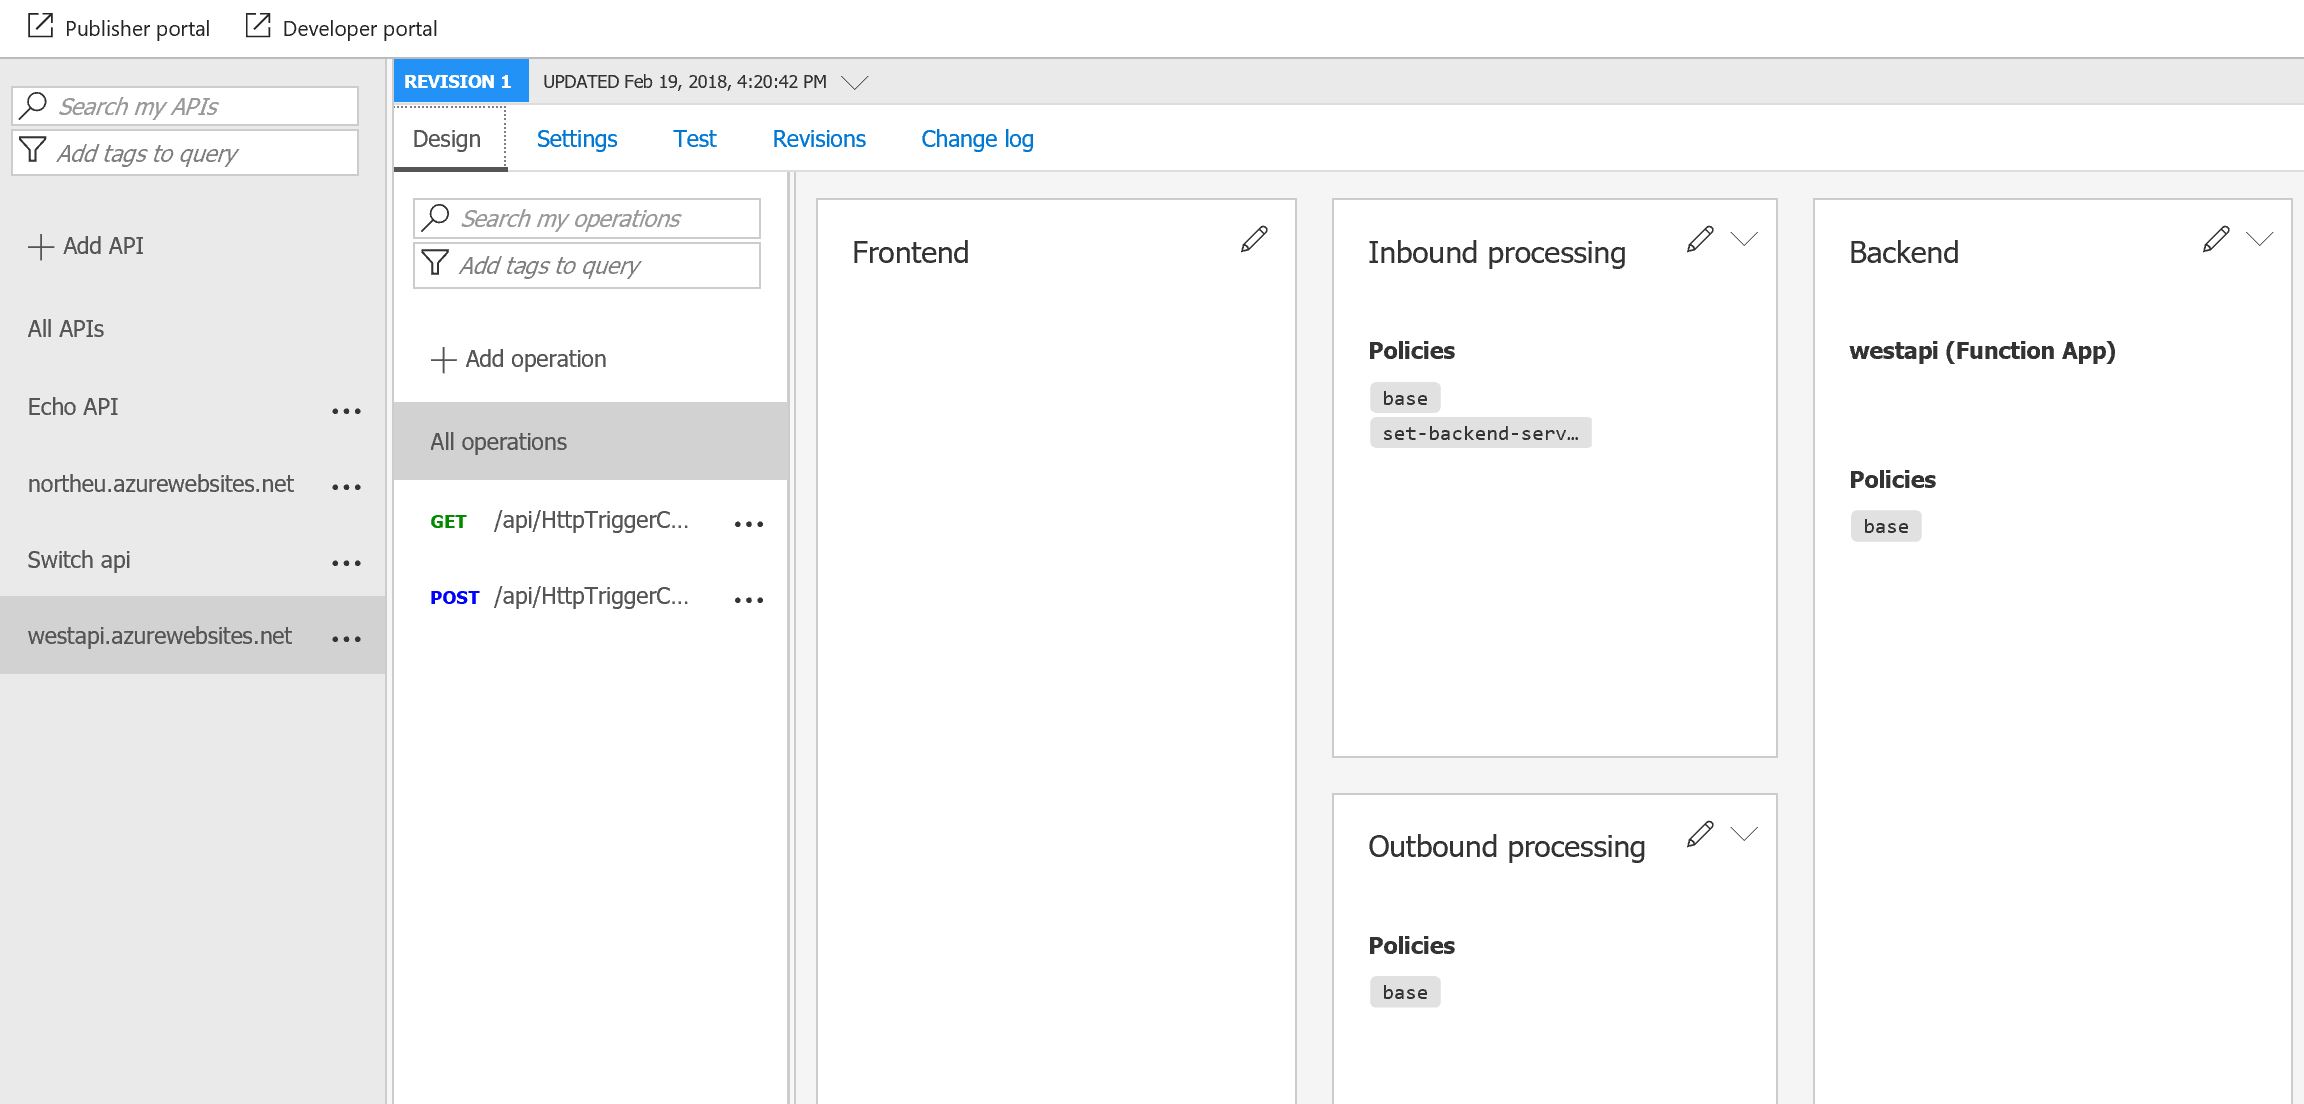 Publisher portal
Developer portal
REVISION 1
UPDATED Feb 19, 2018, 4:20:42 PM
Search my APIs
Add tags to query
Add API
All APIs
Echo API
northeu.azurewebsites.net
Switch api
westapi.azurewebsites.net
Design
Settings
Test
Revisions
Change log
Search my operations
Add tags to query
Add operation
All operations
GET /api/HttpTriggerC...
POST /api/HttpTriggerC...
Frontend
Inbound processing
Policies
base
set-backend-serv…
Outbound processing
Policies
base
Backend
westapi (Function App)
Policies
base